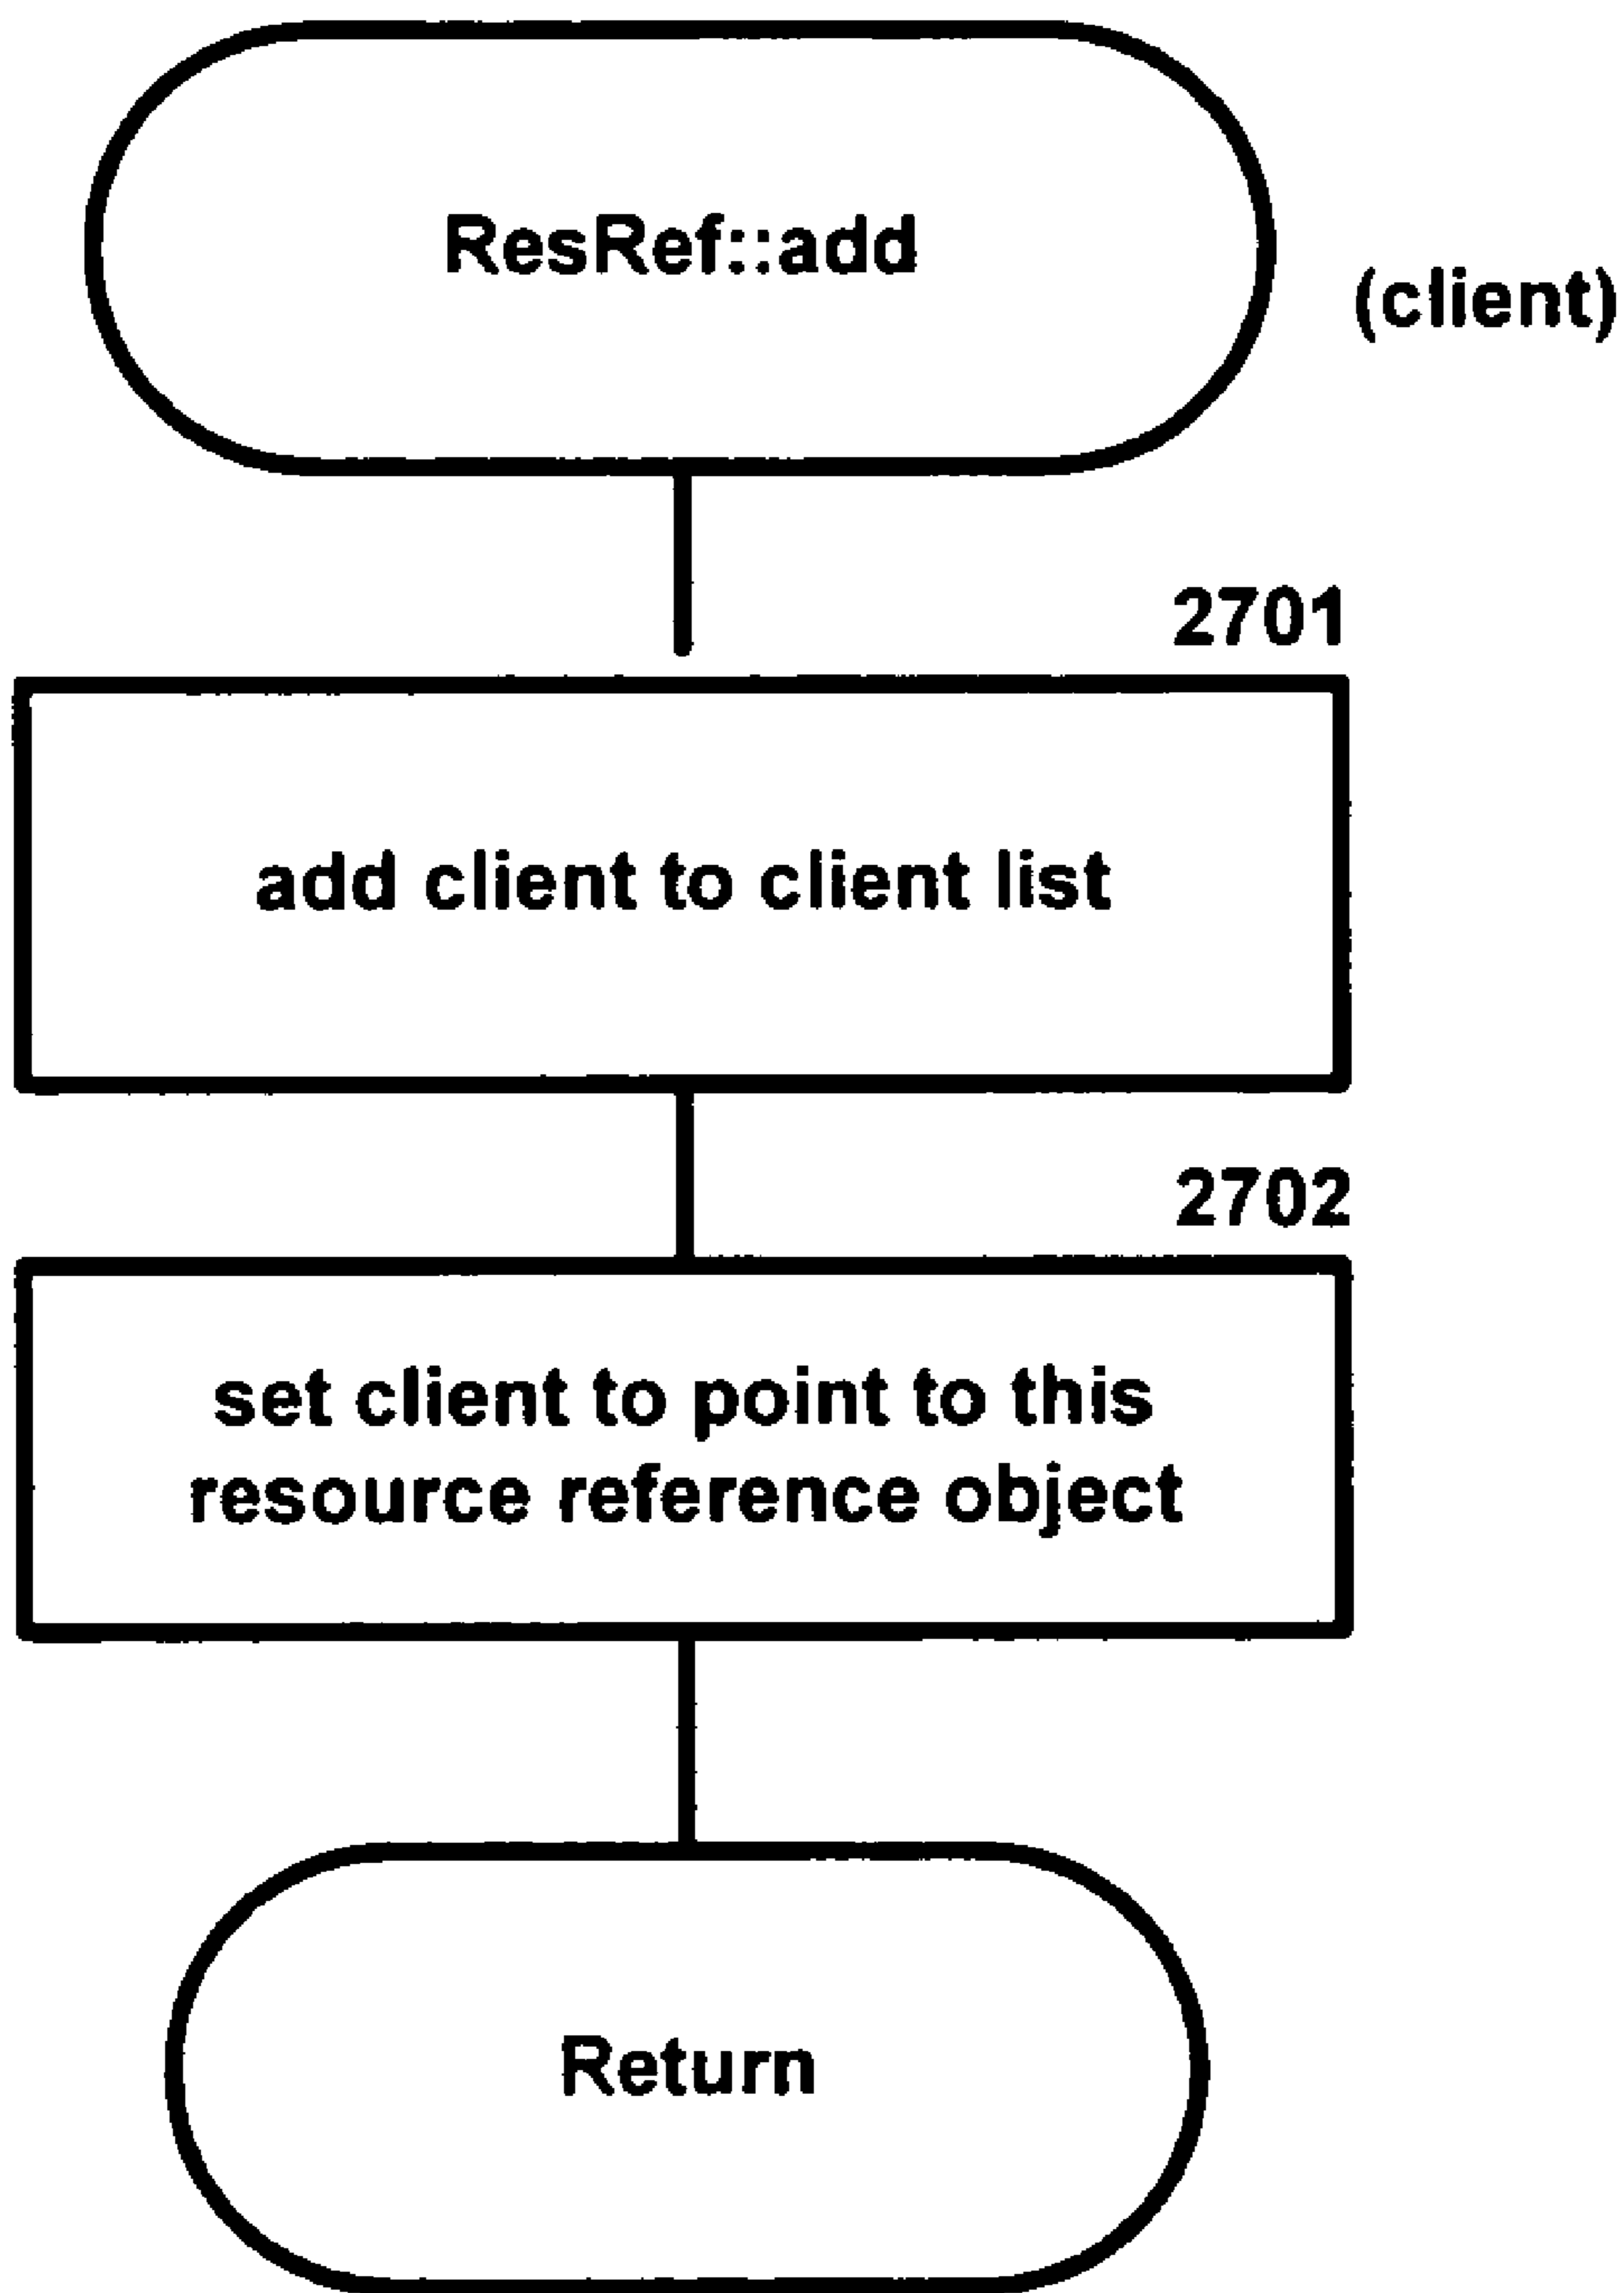 ResRef::add
(client)
2701
add client to client list
2702
set client to point to this
resource reference object
Return